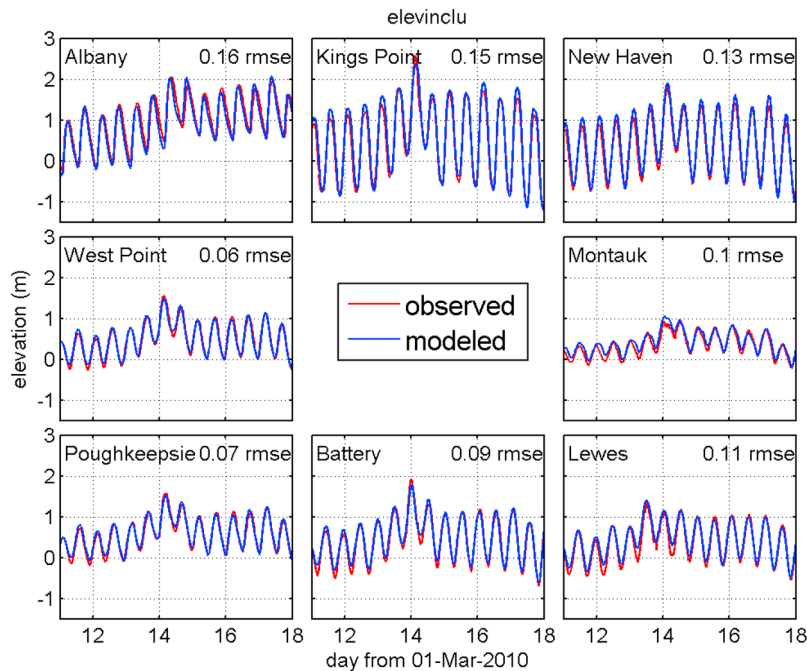 elevinclu
3
2
1
0
-1
Albany 0.16 rmse
Kings Point 0.15 rmse
New Haven 0.13 rmse
elevation (m)
3
2
1
0
-1
West Point 0.06 rmse
observed
modeled
Montauk 0.1 rmse
3
2
1
0
-1
Poughkeepsie 0.07 rmse
Battery 0.09 rmse
Lewes 0.11 rmse
12 14 16 18
12 14 16 18
12 14 16 18
day from 01-Mar-2010